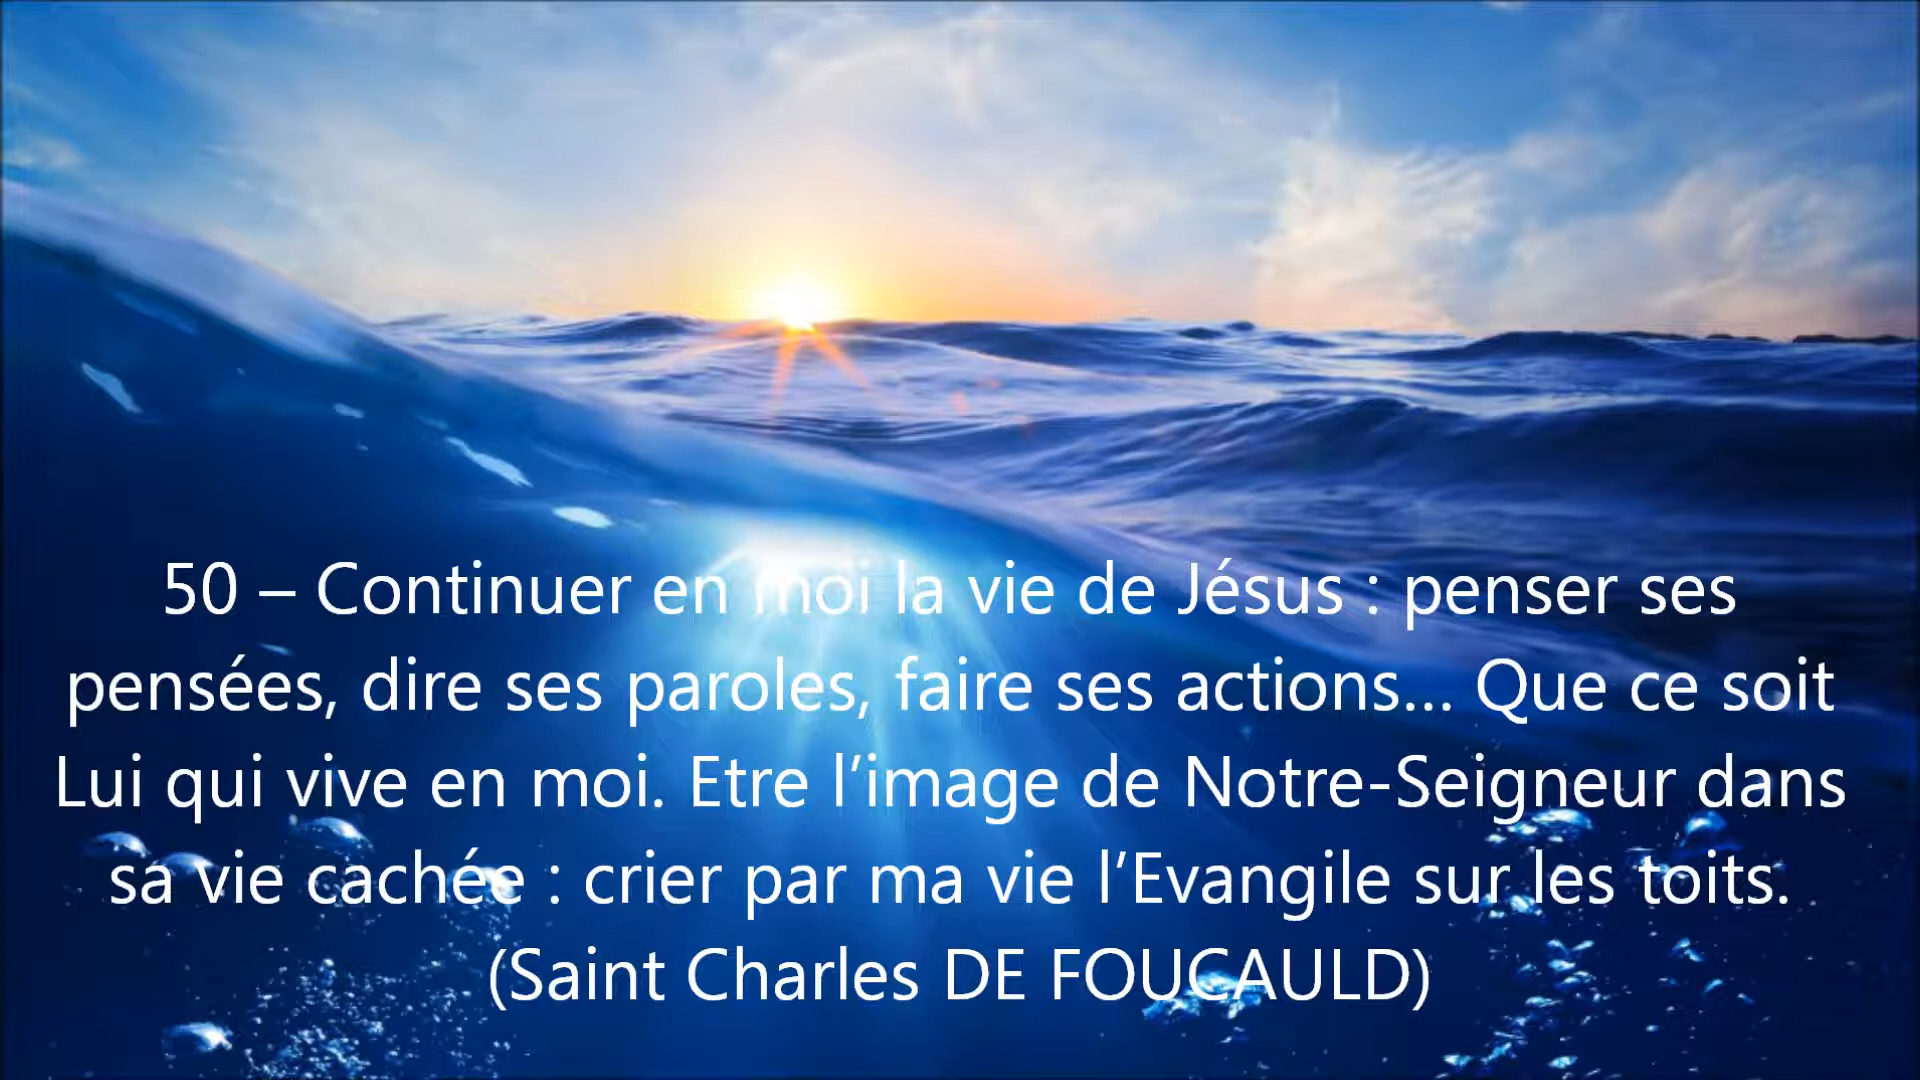 50 – Continuer en moi la vie de Jésus : penser ses
pensées, dire ses paroles, faire ses actions... Que ce soit
Lui qui vive en moi. Etre l’image de Notre-Seigneur dans
sa vie cachée : crier par ma vie l’Evangile sur les toits.
(Saint Charles DE FOUCAULD)